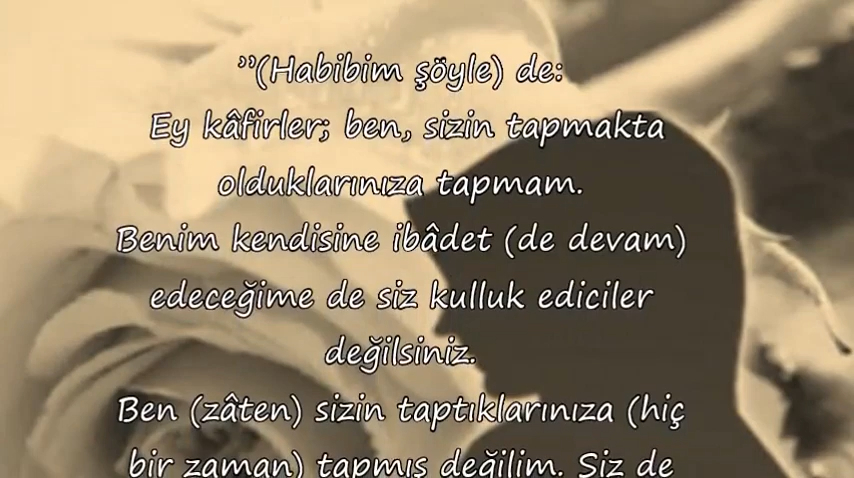 ’’(Habibim şöyle) de:
Ey kâfirler; ben, sizin tapmakta
olduklarınıza tapmam.
Benim kendisine ibâdet (de devam)
edeceğime de siz kulluk ediciler
değilsiniz.
Ben (zâten) sizin taptıklarınıza (hiç
bir zaman) tapmış değilim. Siz de